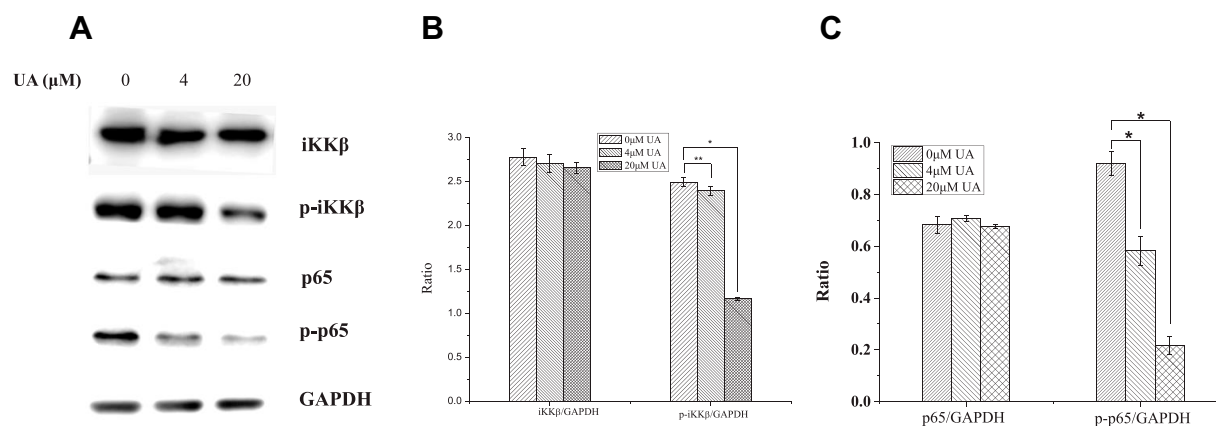 A
UA (μM) 0 4 20
iKKβ
p-iKKβ
p65
p-p65
GAPDH
B
3.0
2.5
2.0
1.5
1.0
0.5
0.0
Ratio
0μM UA
4μM UA
20μM UA
*
**
iKKβ/GAPDH p-iKKβ/GAPDH
C
1.0
0.8
0.6
0.4
0.2
0.0
Ratio
0μM UA
4μM UA
20μM UA
*
*
p65/GAPDH p-p65/GAPDH